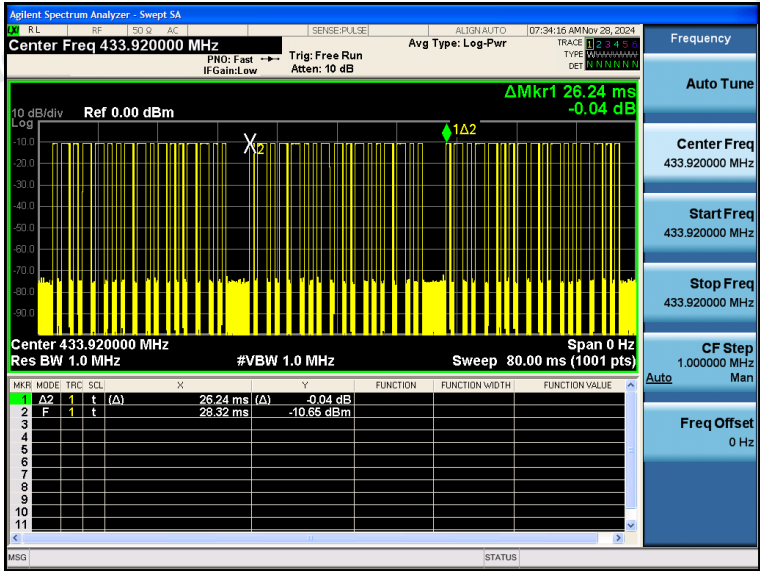 Agilent Spectrum Analyzer - Swept SA
LXI RL RF 50 Ω AC SENSE:PULSE ALIGN AUTO 07:34:16 AM Nov 28, 2024
Center Freq 433.920000 MHz
Avg Type: Log-Pwr
TRACE 1 2 3 4 5 6
PNO: Fast Trig: Free Run
TYPE
IFGain:Low Atten: 10 dB
DET N N N N N N
ΔMkr1 26.24 ms
-0.04 dB
10 dB/div Ref 0.00 dBm
Log
1Δ2
-10.0
2
-20.0
-30.0
-40.0
-50.0
-60.0
-70.0
-80.0
-90.0
Center 433.920000 MHz Span 0 Hz
Res BW 1.0 MHz #VBW 1.0 MHz Sweep 80.00 ms (1001 pts)
MKR MODE TRC SCL X Y FUNCTION FUNCTION WIDTH FUNCTION VALUE
1 Δ2 1 t (Δ) 26.24 ms (Δ) -0.04 dB
2 F 1 t 28.32 ms -10.65 dBm
3
4
5
6
7
8
9
10
11
MSG STATUS
Frequency
Auto Tune
Center Freq
433.920000 MHz
Start Freq
433.920000 MHz
Stop Freq
433.920000 MHz
CF Step
1.000000 MHz
Auto Man
Freq Offset
0 Hz